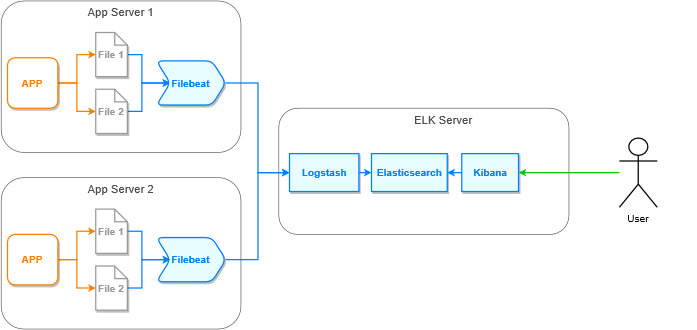 App Server 1
APP
File 1
File 2
Filebeat
ELK Server
Logstash
Elasticsearch
Kibana
User
App Server 2
APP
File 1
File 2
Filebeat